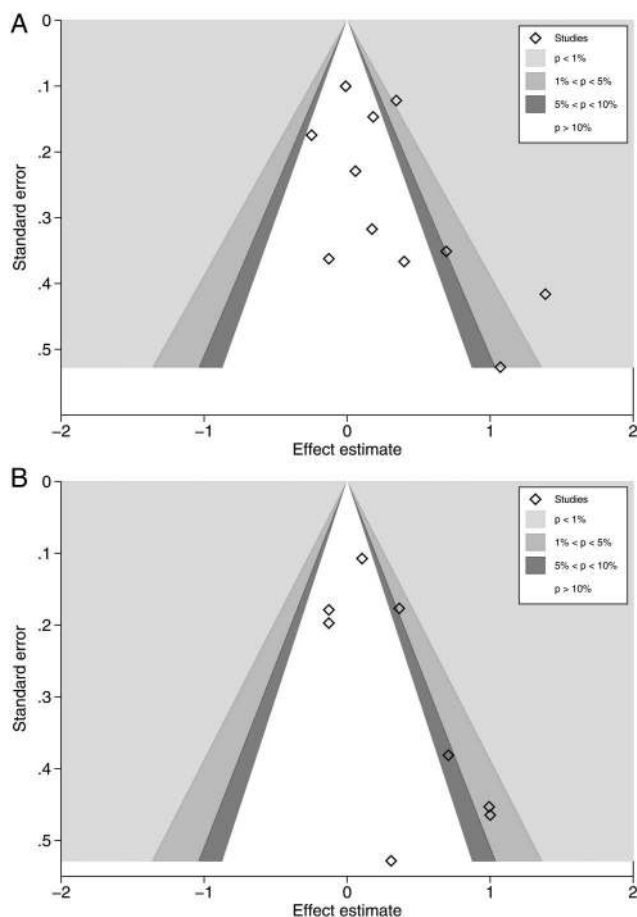 A
0
.1
.2
.3
.4
.5
Standard error
−2
−1
0
1
2
Effect estimate
Studies
p < 1%
1% < p < 5%
5% < p < 10%
p > 10%
B
0
.1
.2
.3
.4
.5
Standard error
−2
−1
0
1
2
Effect estimate
Studies
p < 1%
1% < p < 5%
5% < p < 10%
p > 10%